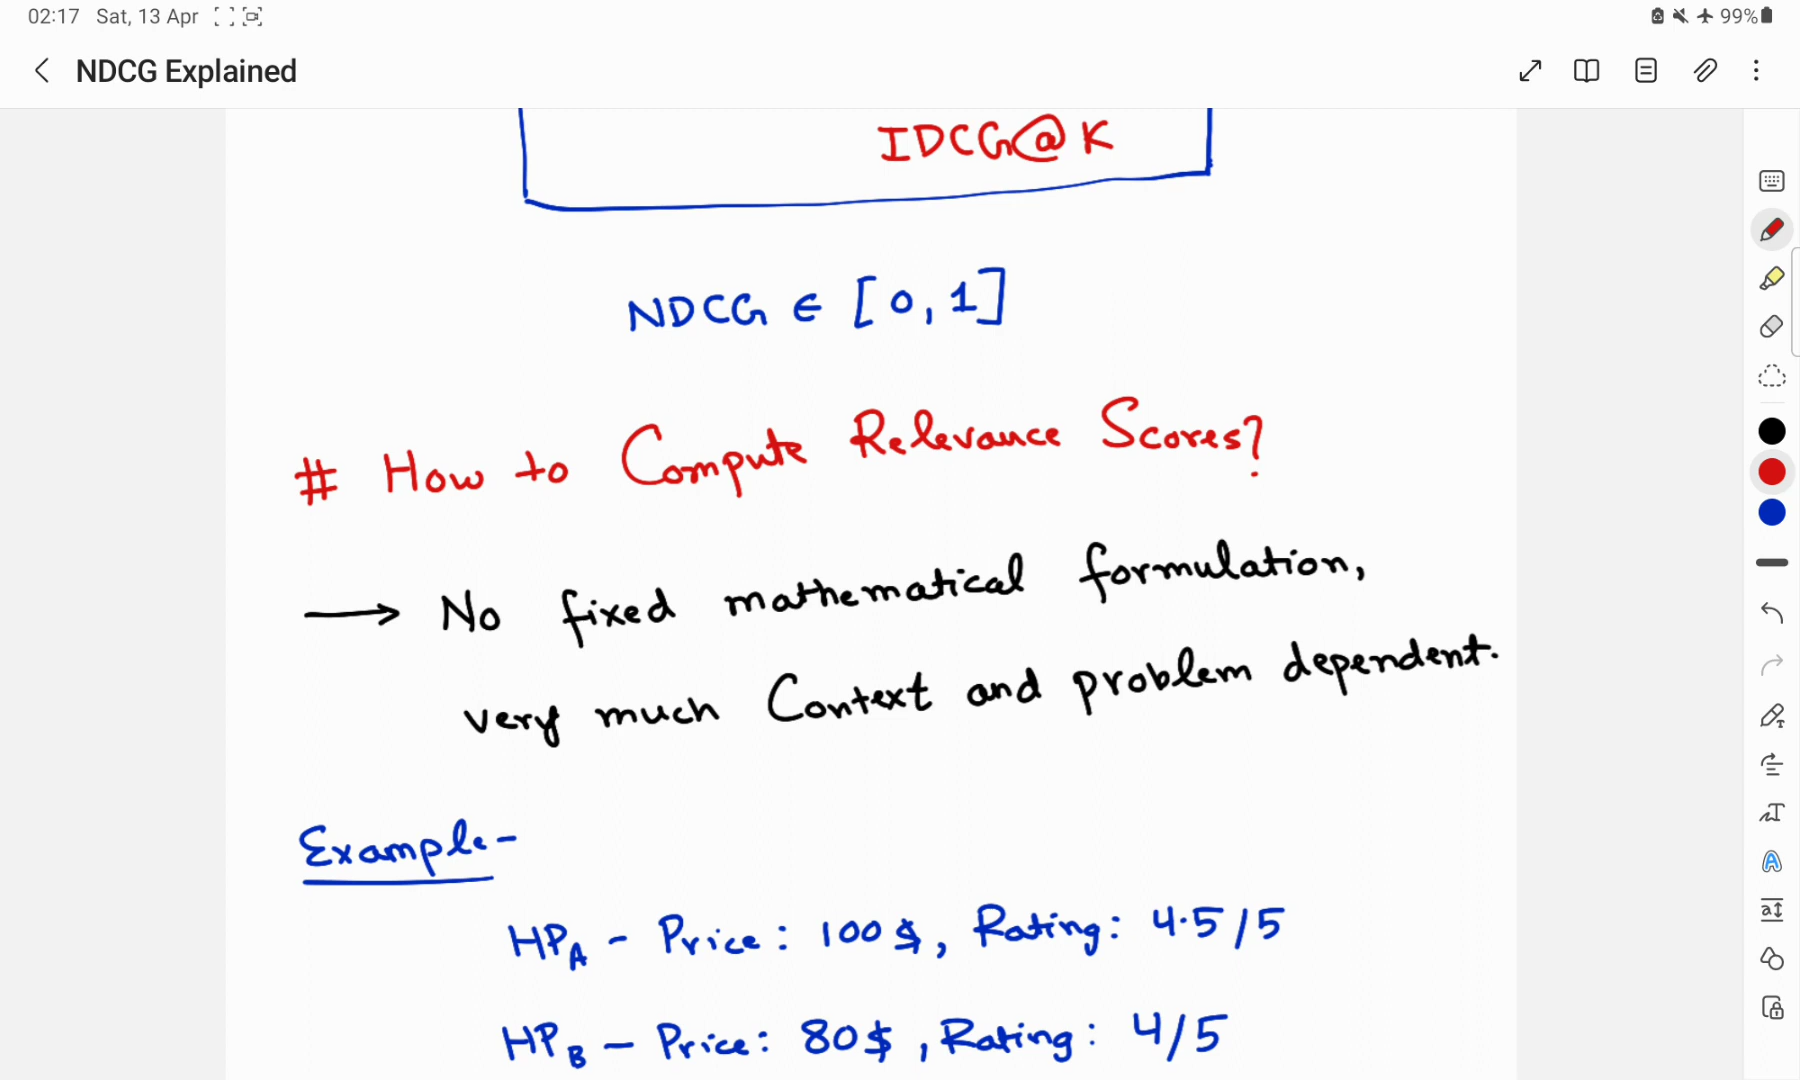 02:17 Sat, 13 Apr 99%
NDCG Explained
IDCG@K
NDCG ∈ [0,1]
# How to Compute Relevance Scores?
→ No fixed mathematical formulation,
very much Context and problem dependent.
Example-
HP_A - Price: 100$, Rating: 4.5/5
HP_B - Price: 80$, Rating: 4/5